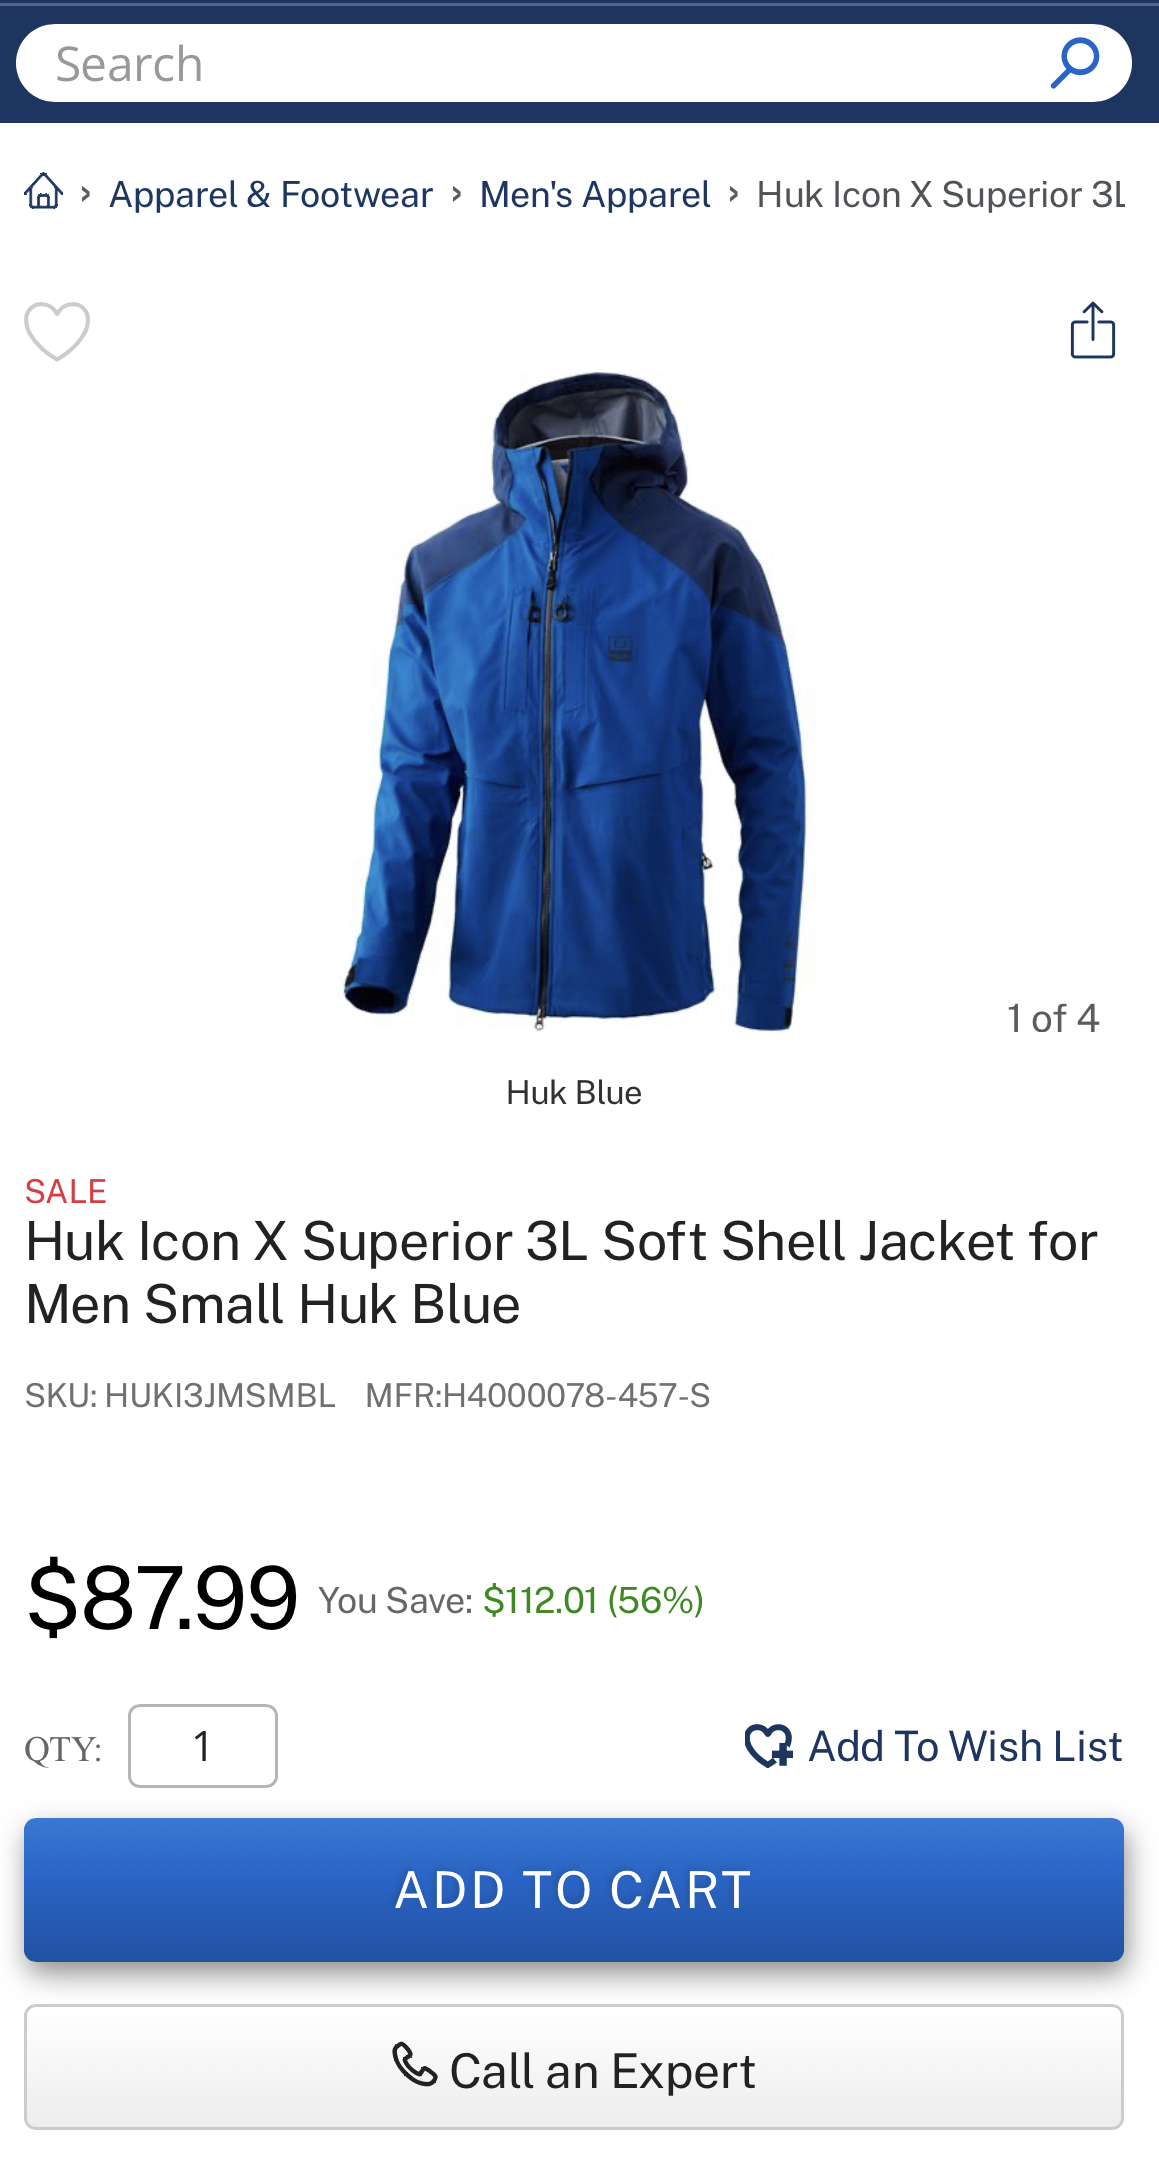 Search
Apparel & Footwear › Men's Apparel › Huk Icon X Superior 3L
1 of 4
Huk Blue
SALE
Huk Icon X Superior 3L Soft Shell Jacket for
Men Small Huk Blue
SKU: HUKI3JMSMBL MFR:H4000078-457-S
$87.99 You Save: $112.01 (56%)
QTY: 1 Add To Wish List
ADD TO CART
Call an Expert